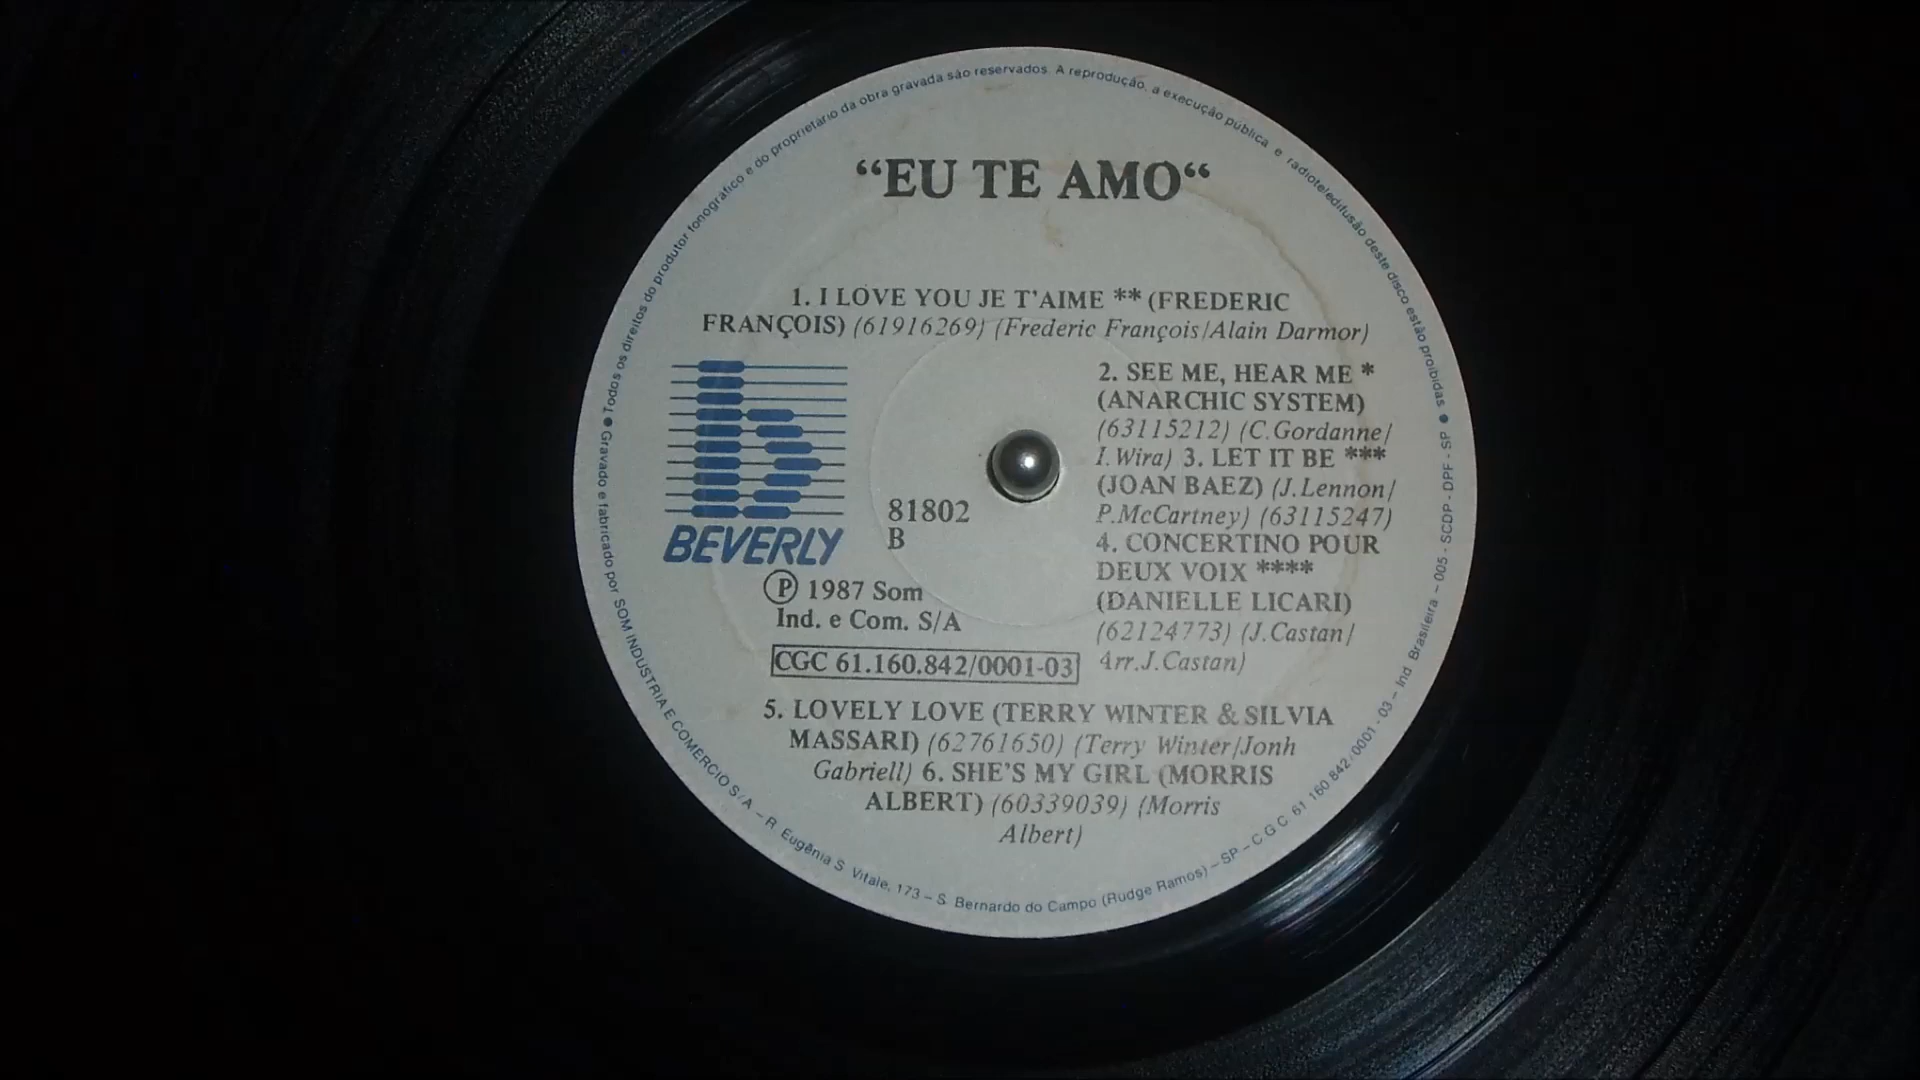 “EU TE AMO“
1. I LOVE YOU JE T'AIME ** (FREDERIC
FRANÇOIS) (61916269) (Frederic François/Alain Darmor)
2. SEE ME, HEAR ME *
(ANARCHIC SYSTEM)
(63115212) (C.Gordanne/
I.Wira) 3. LET IT BE ***
(JOAN BAEZ) (J.Lennon/
P.McCartney) (63115247)
4. CONCERTINO POUR
DEUX VOIX ****
(DANIELLE LICARI)
(62124773) (J.Castan/
Arr.J.Castan)
BEVERLY
81802
B
Ⓟ 1987 Som
Ind. e Com. S/A
CGC 61.160.842/0001-03
5. LOVELY LOVE (TERRY WINTER & SILVIA
MASSARI) (62761650) (Terry Winter/Jonh
Gabriell) 6. SHE'S MY GIRL (MORRIS
ALBERT) (60339039) (Morris
Albert)
● Todos os direitos do produtor fonográfico e do proprietário da obra gravada são reservados. A reprodução, a execução pública e radiotele­edifusão deste disco estão proibidas ●
● Gravado e fabricado por SOM INDUSTRIA E COMERCIO S/A – R. Eugênia S. Vitale, 173 – S. Bernardo do Campo (Rudge Ramos) – SP – C.G.C. 61.160.842/0001-03 – Ind. Brasileira – 005 - SCDP - DPF - SP